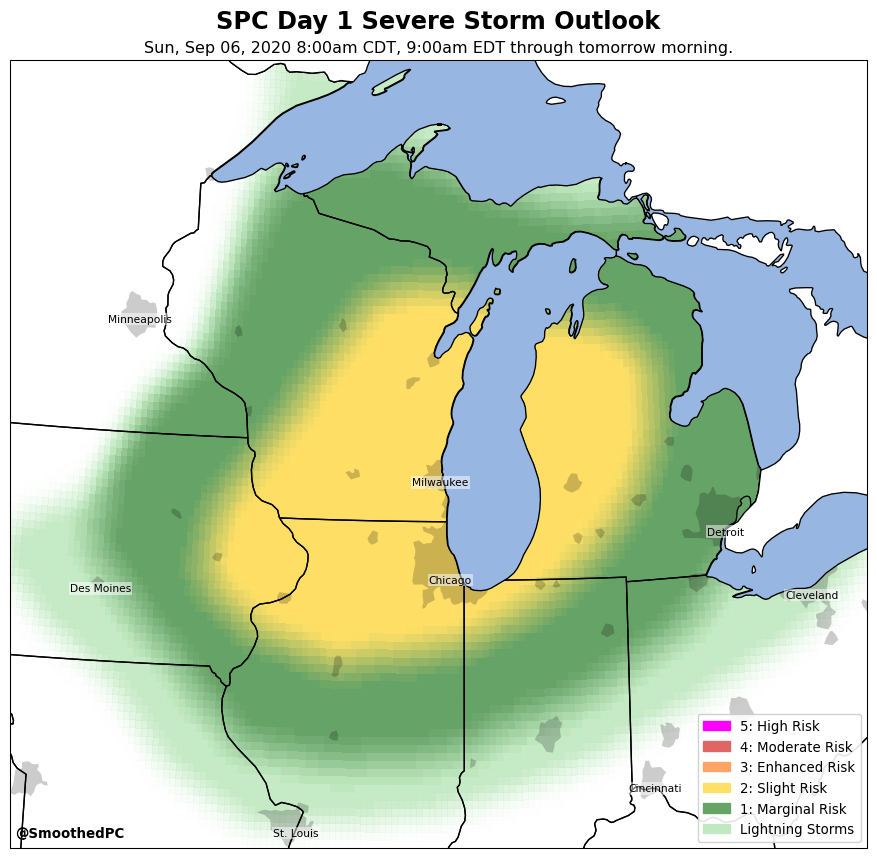 SPC Day 1 Severe Storm Outlook
Sun, Sep 06, 2020 8:00am CDT, 9:00am EDT through tomorrow morning.
Minneapolis
Milwaukee
Detroit
Chicago
Des Moines
Cleveland
5: High Risk
4: Moderate Risk
3: Enhanced Risk
2: Slight Risk
1: Marginal Risk
Lightning Storms
Cincinnati
St. Louis
@SmoothedPC